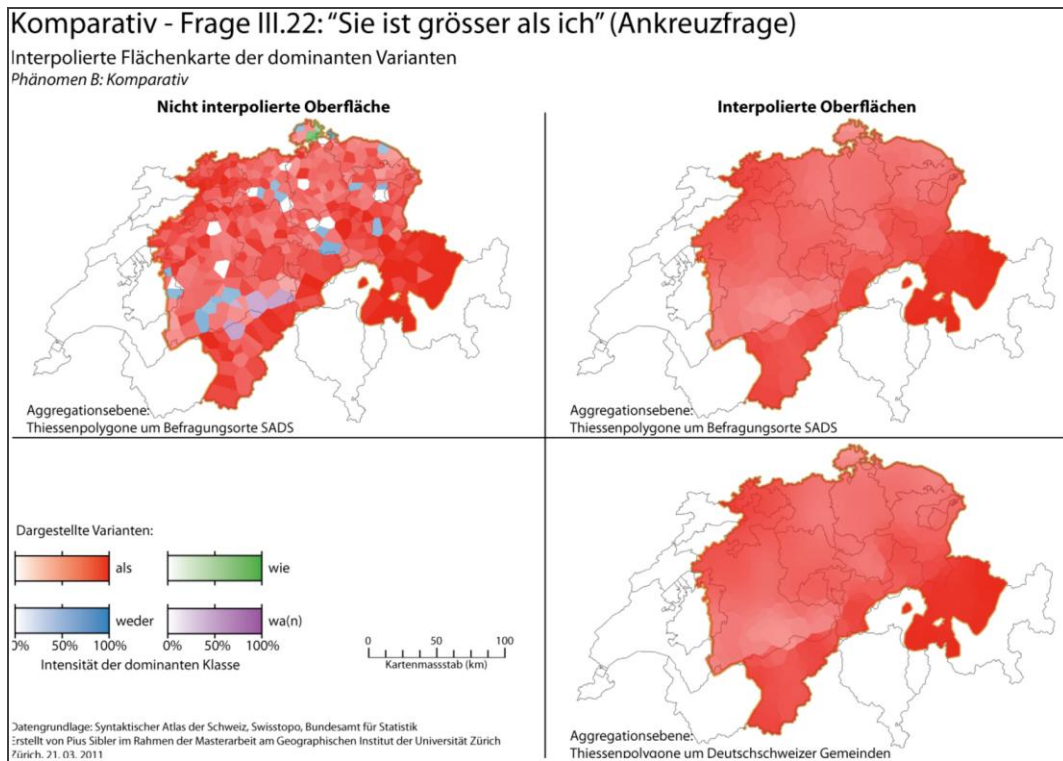 Komparativ - Frage III.22: “Sie ist grösser als ich” (Ankreuzfrage)
Interpolierte Flächenkarte der dominanten Varianten
Phänomen B: Komparativ
Nicht interpolierte Oberfläche
Interpolierte Oberflächen
Aggregationsebene:
Thiessenpolygone um Befragungsorte SADS
Aggregationsebene:
Thiessenpolygone um Befragungsorte SADS
Dargestellte Varianten:
als
wie
weder
wa(n)
0% 50% 100% 0% 50% 100%
Intensität der dominanten Klasse
0 50 100
Kartenmassstab (km)
Datengrundlage: Syntaktischer Atlas der Schweiz, Swisstopo, Bundesamt für Statistik
Erstellt von Pius Sibler im Rahmen der Masterarbeit am Geographischen Institut der Universität Zürich
Zürich, 21. 03. 2011
Aggregationsebene:
Thiessenpolygone um Deutschschweizer Gemeinden